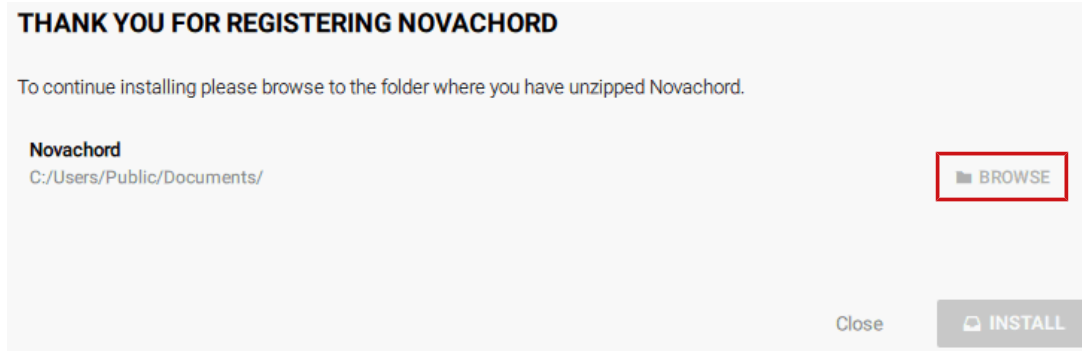 THANK YOU FOR REGISTERING NOVACHORD
To continue installing please browse to the folder where you have unzipped Novachord.
Novachord
C:/Users/Public/Documents/
BROWSE
Close
INSTALL